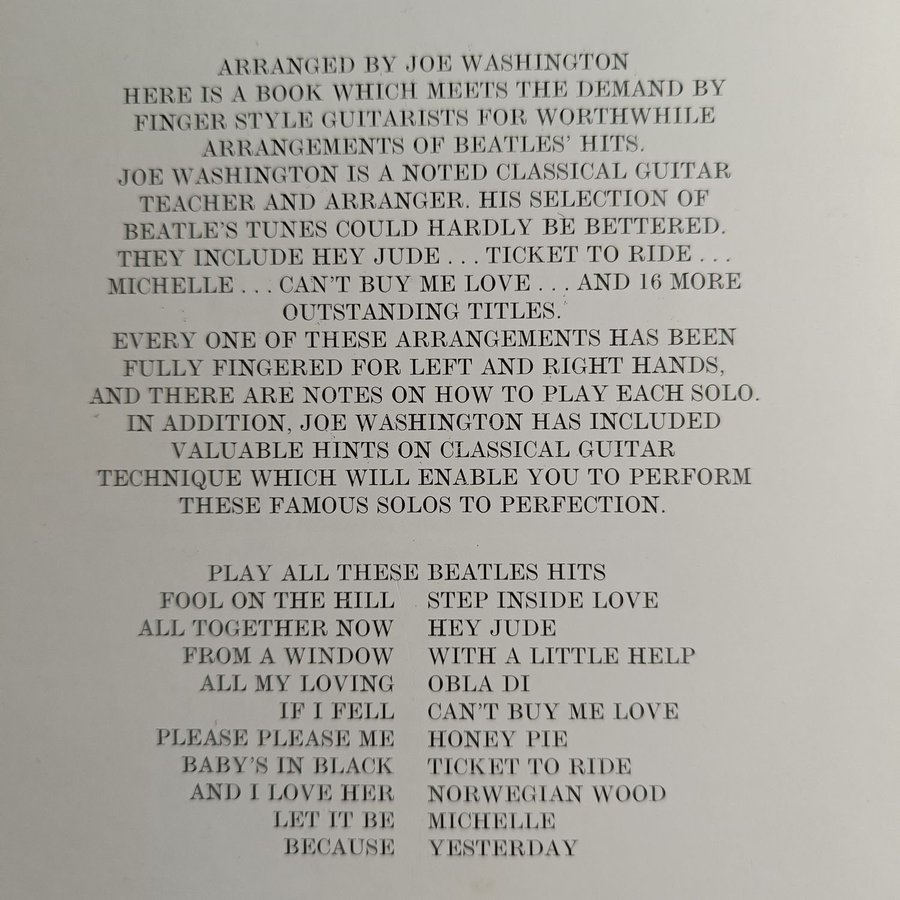 ARRANGED BY JOE WASHINGTON
HERE IS A BOOK WHICH MEETS THE DEMAND BY
FINGER STYLE GUITARISTS FOR WORTHWHILE
ARRANGEMENTS OF BEATLES' HITS.
JOE WASHINGTON IS A NOTED CLASSICAL GUITAR
TEACHER AND ARRANGER. HIS SELECTION OF
BEATLE'S TUNES COULD HARDLY BE BETTERED.
THEY INCLUDE HEY JUDE . . . TICKET TO RIDE . . .
MICHELLE . . . CAN'T BUY ME LOVE . . . AND 16 MORE
OUTSTANDING TITLES.
EVERY ONE OF THESE ARRANGEMENTS HAS BEEN
FULLY FINGERED FOR LEFT AND RIGHT HANDS,
AND THERE ARE NOTES ON HOW TO PLAY EACH SOLO.
IN ADDITION, JOE WASHINGTON HAS INCLUDED
VALUABLE HINTS ON CLASSICAL GUITAR
TECHNIQUE WHICH WILL ENABLE YOU TO PERFORM
THESE FAMOUS SOLOS TO PERFECTION.
PLAY ALL THESE BEATLES HITS
FOOL ON THE HILL STEP INSIDE LOVE
ALL TOGETHER NOW HEY JUDE
FROM A WINDOW WITH A LITTLE HELP
ALL MY LOVING OBLA DI
IF I FELL CAN'T BUY ME LOVE
PLEASE PLEASE ME HONEY PIE
BABY'S IN BLACK TICKET TO RIDE
AND I LOVE HER NORWEGIAN WOOD
LET IT BE MICHELLE
BECAUSE YESTERDAY